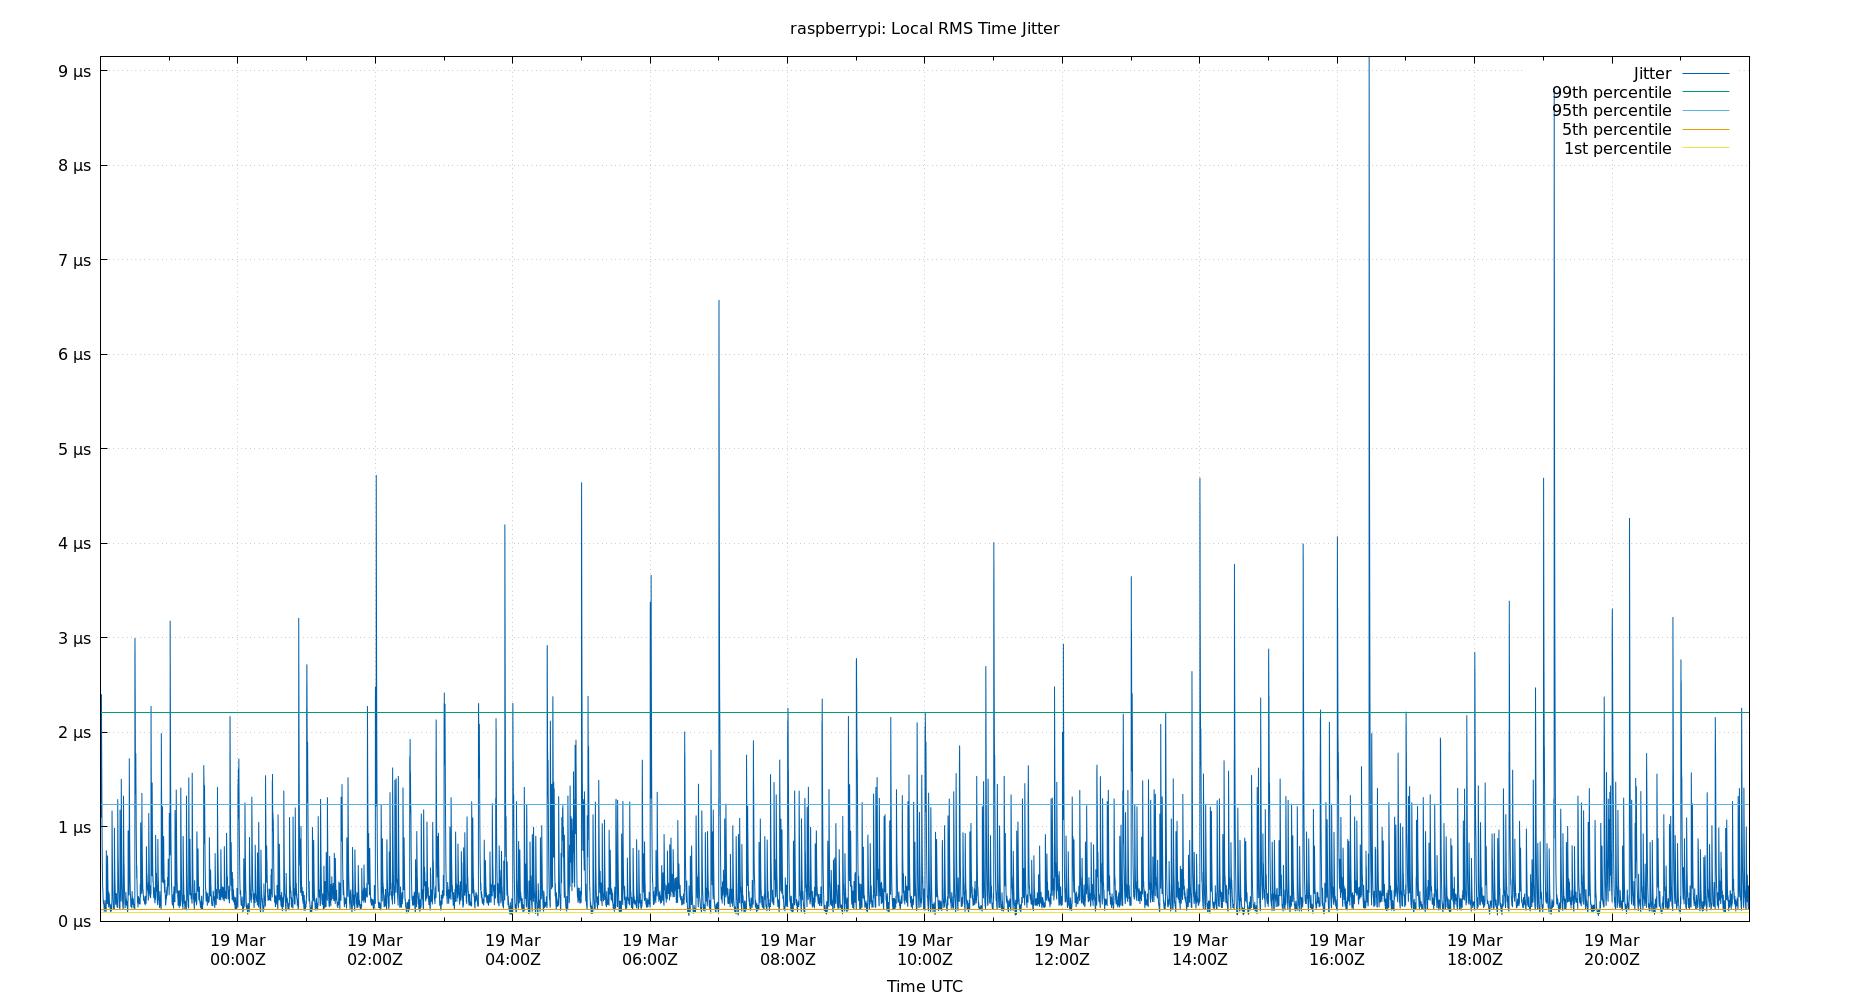 raspberrypi: Local RMS Time Jitter
9 µs
8 µs
7 µs
6 µs
5 µs
4 µs
3 µs
2 µs
1 µs
0 µs
Jitter
99th percentile
95th percentile
5th percentile
1st percentile
19 Mar 19 Mar 19 Mar 19 Mar 19 Mar 19 Mar 19 Mar 19 Mar 19 Mar 19 Mar 19 Mar
00:00Z 02:00Z 04:00Z 06:00Z 08:00Z 10:00Z 12:00Z 14:00Z 16:00Z 18:00Z 20:00Z
Time UTC